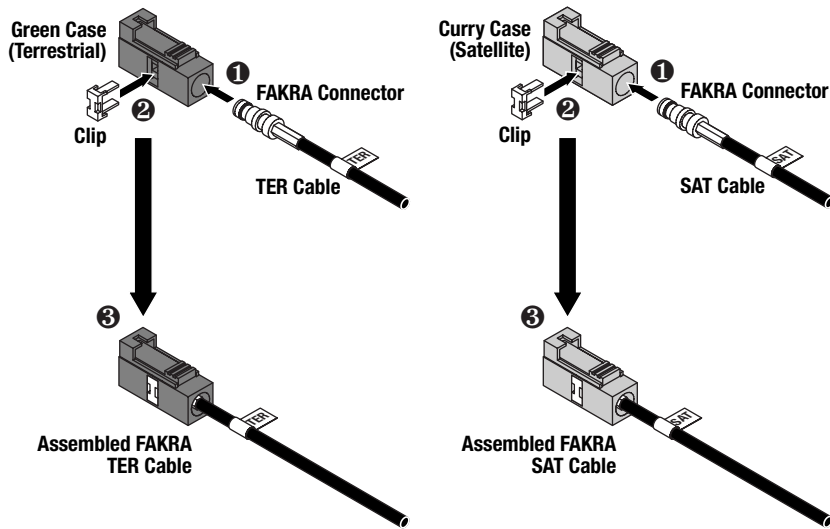 Green Case
(Terrestrial)
❶
FAKRA Connector
❷
Clip
TER
TER Cable
❸
TER
Assembled FAKRA
TER Cable
Curry Case
(Satellite)
❶
FAKRA Connector
❷
Clip
SAT
SAT Cable
❸
SAT
Assembled FAKRA
SAT Cable